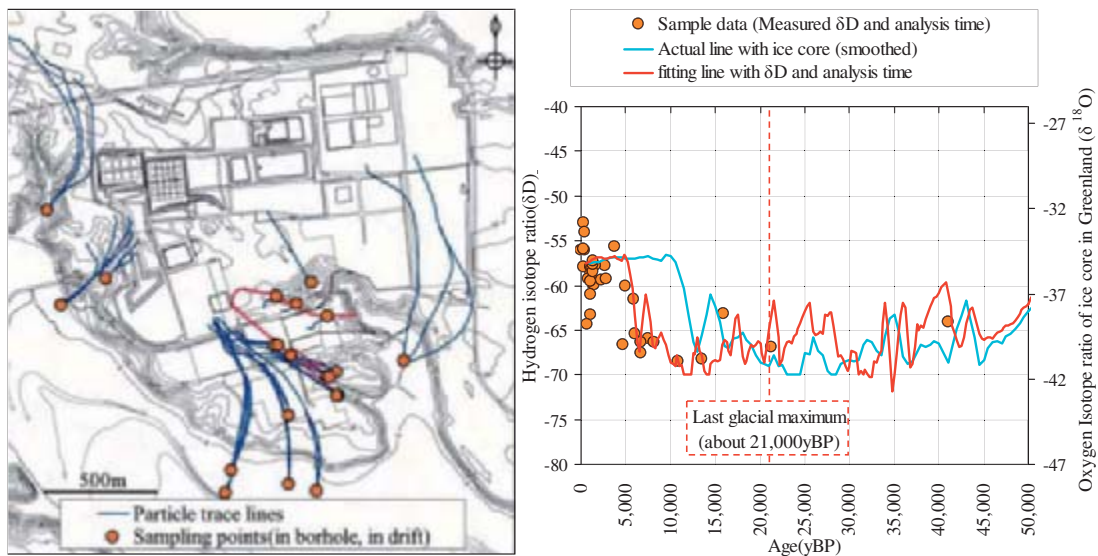 500m
Particle trace lines
Sampling points(in borehole, in drift)
Sample data (Measured δD and analysis time)
Actual line with ice core (smoothed)
fitting line with δD and analysis time
Hydrogen isotope ratio(δD)
-40
-45
-50
-55
-60
-65
-70
-75
-80
Oxygen Isotope ratio of ice core in Greenland (δ ¹⁸O)
-27
-32
-37
-42
-47
Last glacial maximum
(about 21,000yBP)
0
5,000
10,000
15,000
20,000
25,000
30,000
35,000
40,000
45,000
50,000
Age(yBP)